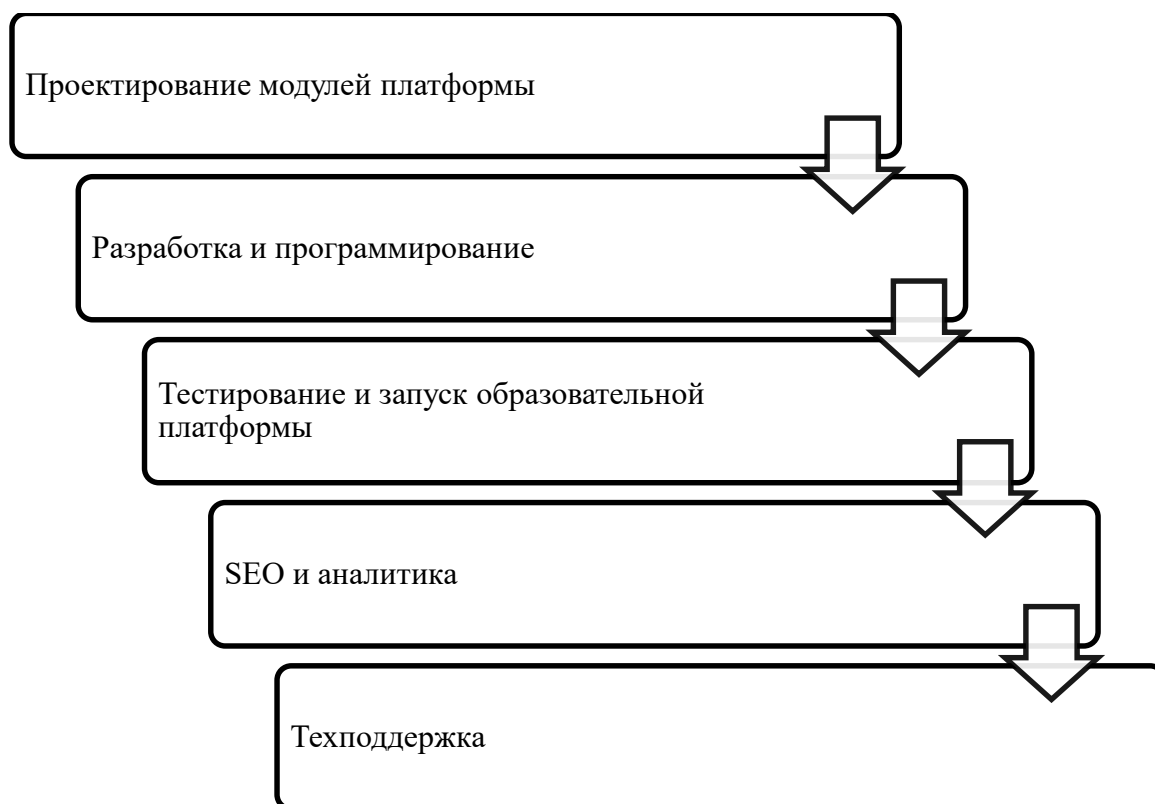 Проектирование модулей платформы
Разработка и программирование
Тестирование и запуск образовательной
платформы
SEO и аналитика
Техподдержка